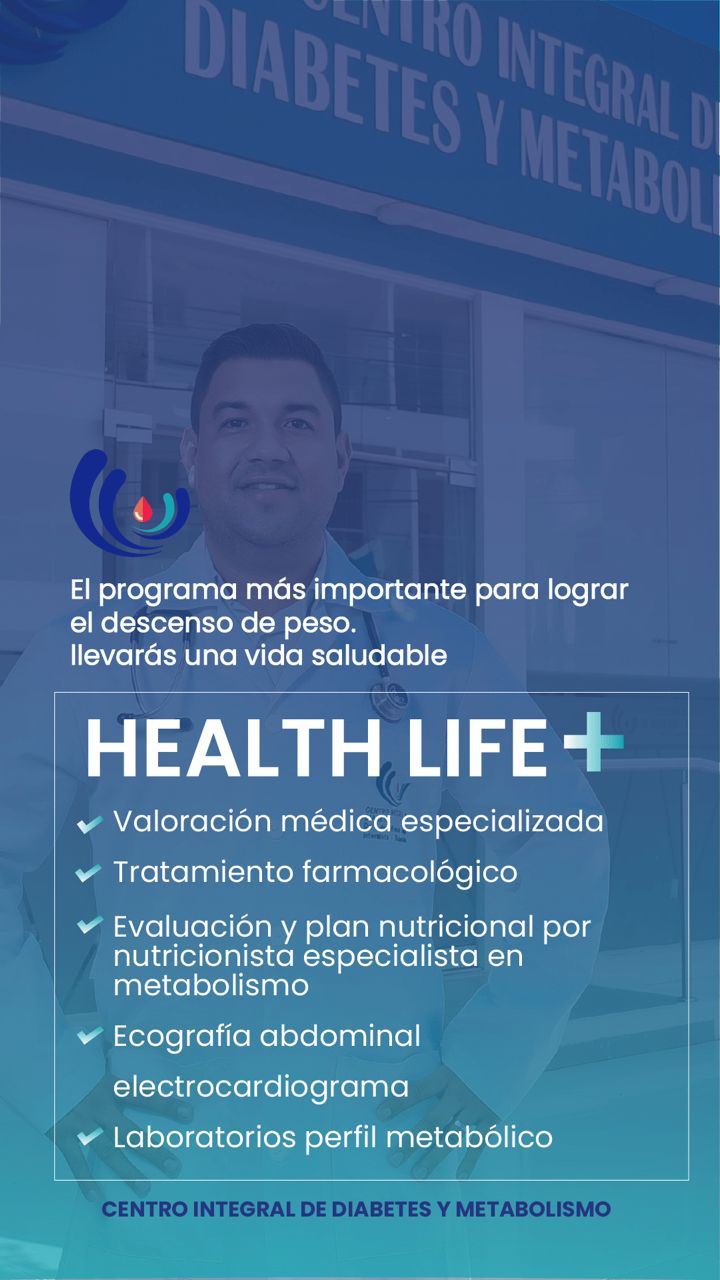 CENTRO INTEGRAL
DIABETES Y
El programa más importante para lograr
el descenso de peso.
llevarás una vida saludable
HEALTH LIFE+
Valoración médica especializada
Tratamiento farmacológico
Evaluación y plan nutricional por
nutricionista especialista en
metabolismo
Ecografía abdominal
electrocardiograma
Laboratorios perfil metabólico
CENTRO INTEGRAL DE DIABETES Y METABOLISMO